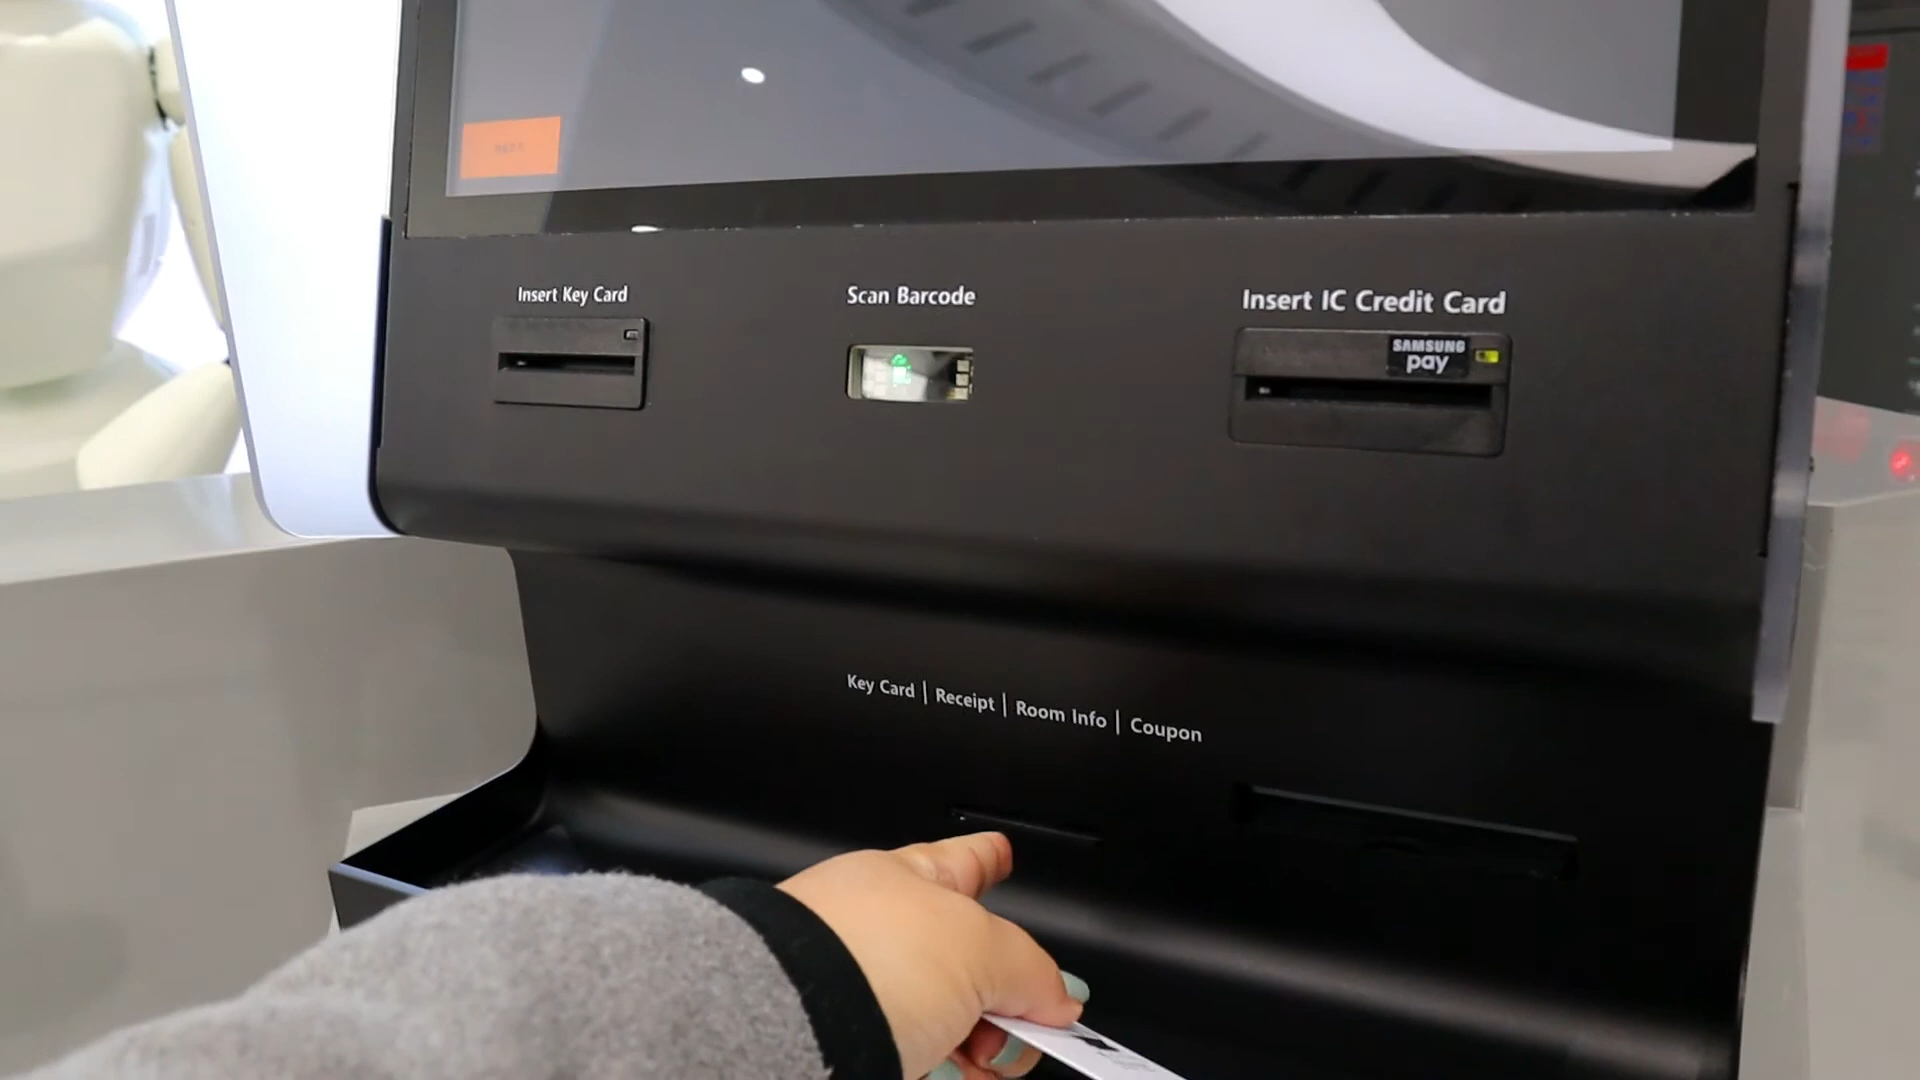 Insert Key Card
Scan Barcode
Insert IC Credit Card
SAMSUNG
pay
Key Card | Receipt | Room Info | Coupon